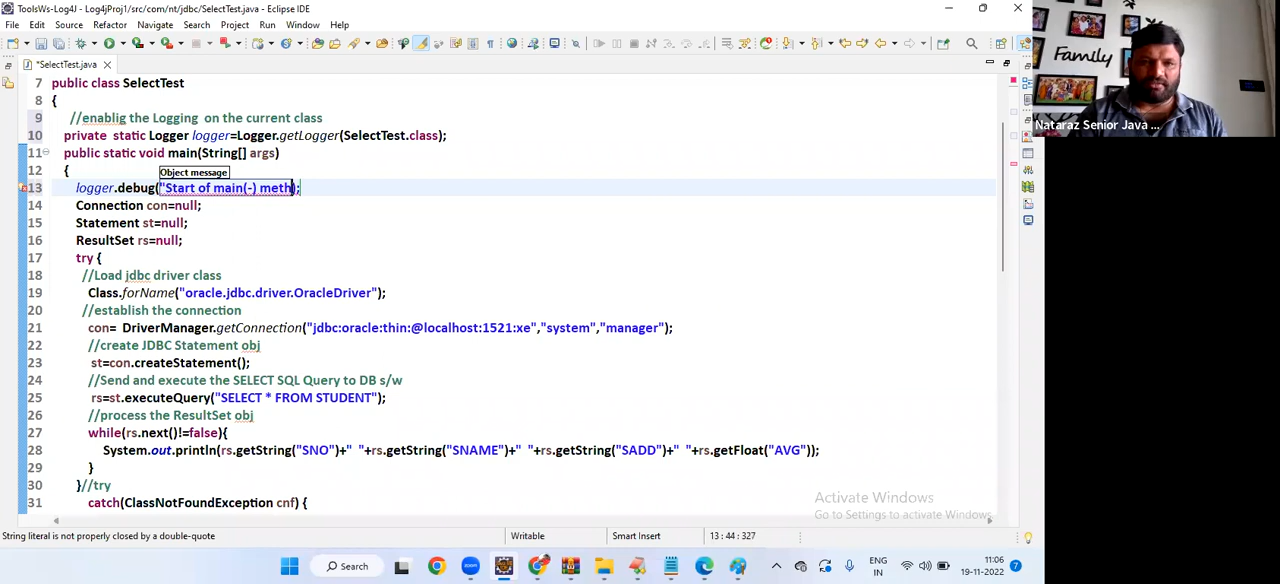 ToolsWs-Log4J - Log4jProj1/src/com/nt/jdbc/SelectTest.java - Eclipse IDE
File Edit Source Refactor Navigate Search Project Run Window Help
*SelectTest.java
7 public class SelectTest
8 {
9 //enablig the Logging on the current class
10 private static Logger logger=Logger.getLogger(SelectTest.class);
11 public static void main(String[] args)
12 {
Object message
13 logger.debug("Start of main(-) meth);
14 Connection con=null;
15 Statement st=null;
16 ResultSet rs=null;
17 try {
18 //Load jdbc driver class
19 Class.forName("oracle.jdbc.driver.OracleDriver");
20 //establish the connection
21 con= DriverManager.getConnection("jdbc:oracle:thin:@localhost:1521:xe","system","manager");
22 //create JDBC Statement obj
23 st=con.createStatement();
24 //Send and execute the SELECT SQL Query to DB s/w
25 rs=st.executeQuery("SELECT * FROM STUDENT");
26 //process the ResultSet obj
27 while(rs.next()!=false){
28 System.out.println(rs.getString("SNO")+" "+rs.getString("SNAME")+" "+rs.getString("SADD")+" "+rs.getFloat("AVG"));
29 }
30 }//try
31 catch(ClassNotFoundException cnf) {
Activate Windows
Go to Settings to activate Windows.
String literal is not properly closed by a double-quote
Writable
Smart Insert
13 : 44 : 327
Search
ENG
IN
11:06
19-11-2022
7
Family
Nataraz Senior Java ...